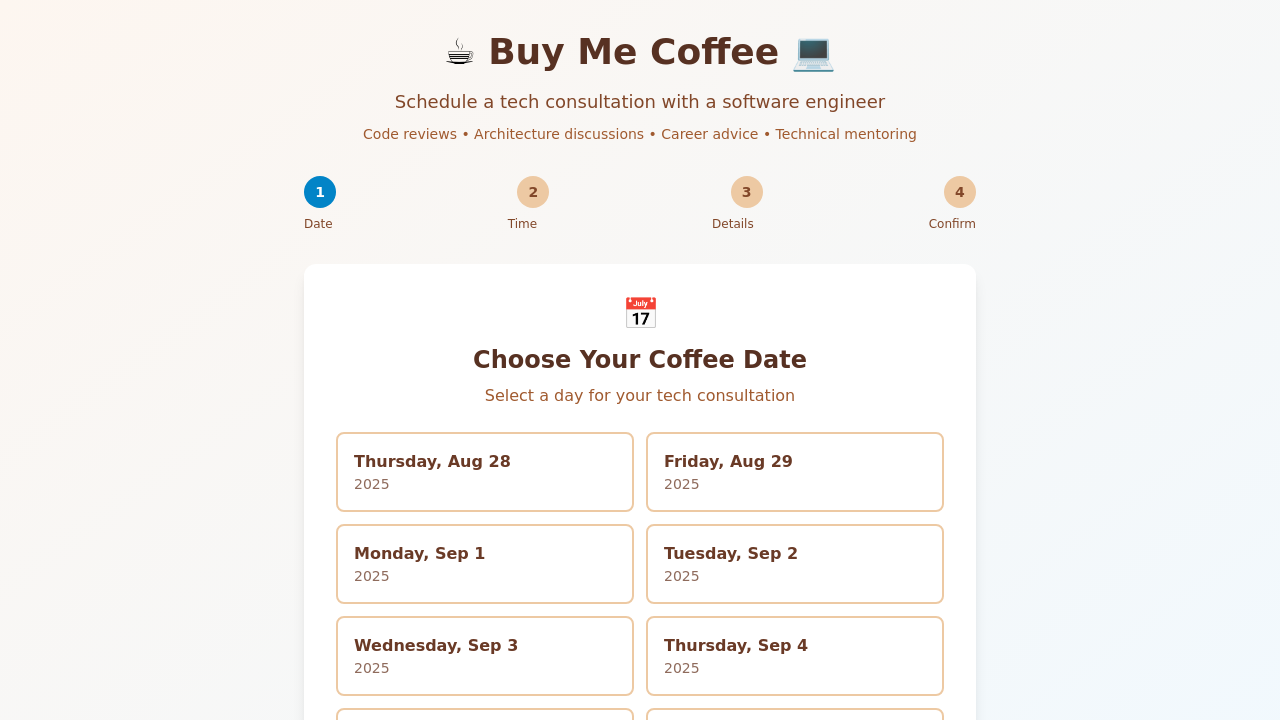 ☕ Buy Me Coffee 💻
Schedule a tech consultation with a software engineer
Code reviews • Architecture discussions • Career advice • Technical mentoring
1 2 3 4
Date Time Details Confirm
July
17
Choose Your Coffee Date
Select a day for your tech consultation
Thursday, Aug 28
2025
Friday, Aug 29
2025
Monday, Sep 1
2025
Tuesday, Sep 2
2025
Wednesday, Sep 3
2025
Thursday, Sep 4
2025